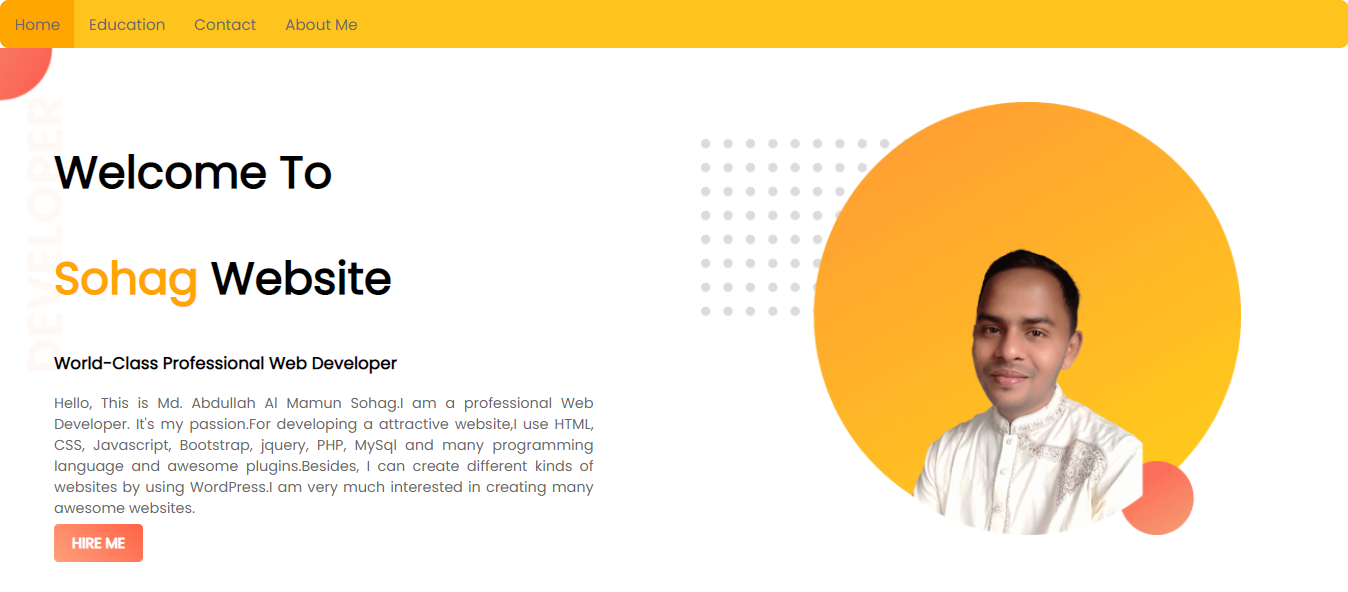 Home Education Contact About Me
DEVELOPER
Welcome To
Sohag Website
World-Class Professional Web Developer
Hello, This is Md. Abdullah Al Mamun Sohag.I am a professional Web
Developer. It's my passion.For developing a attractive website,I use HTML,
CSS, Javascript, Bootstrap, jquery, PHP, MySql and many programming
language and awesome plugins.Besides, I can create different kinds of
websites by using WordPress.I am very much interested in creating many
awesome websites.
HIRE ME